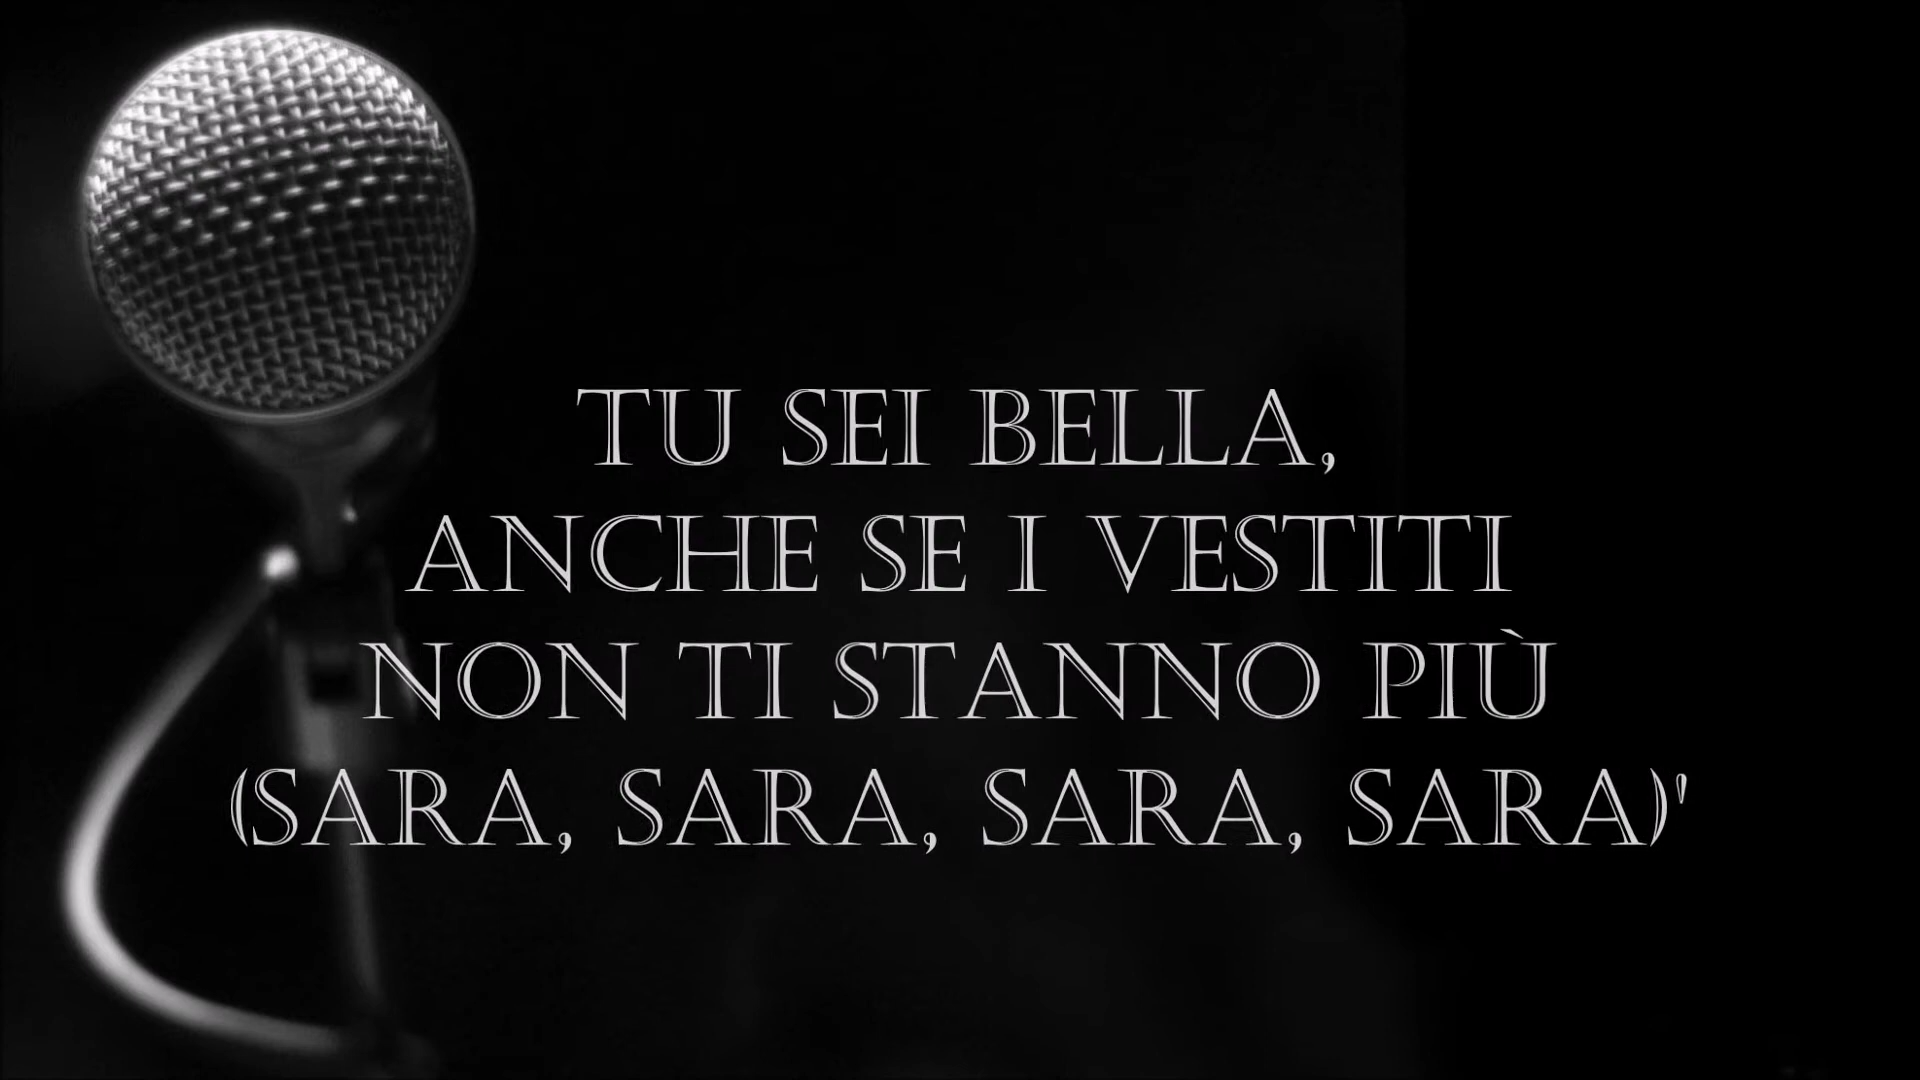 TU SEI BELLA,
ANCHE SE I VESTITI
NON TI STANNO PIÙ
(SARA, SARA, SARA, SARA)'